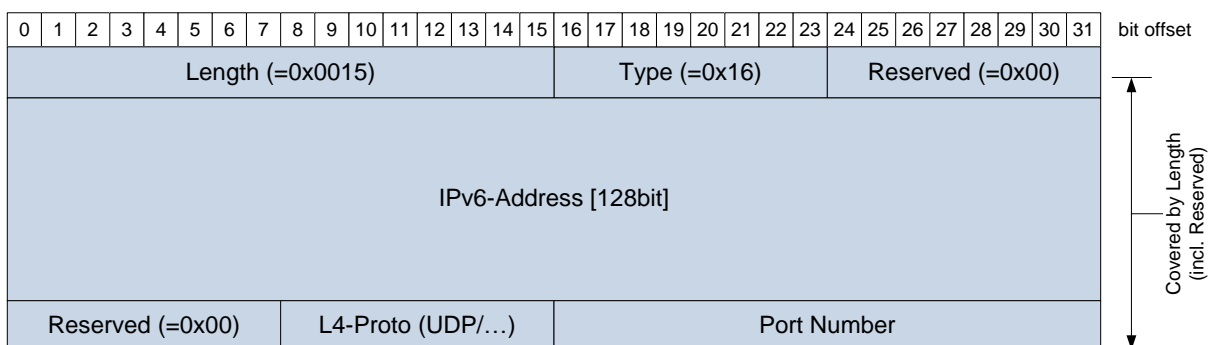 0 1 2 3 4 5 6 7 8 9 10 11 12 13 14 15 16 17 18 19 20 21 22 23 24 25 26 27 28 29 30 31 bit offset
Length (=0x0015) Type (=0x16) Reserved (=0x00)
IPv6-Address [128bit]
Reserved (=0x00) L4-Proto (UDP/…) Port Number
Covered by Length
(incl. Reserved)